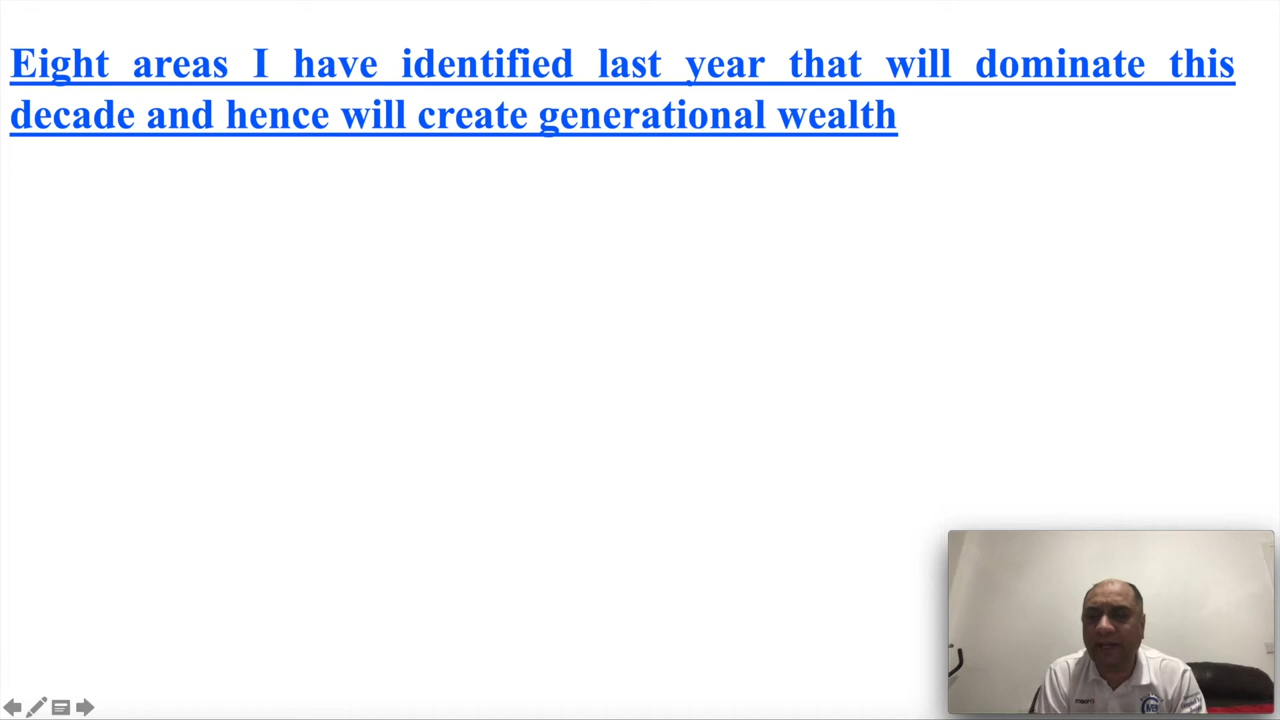 Eight areas I have identified last year that will dominate this
decade and hence will create generational wealth